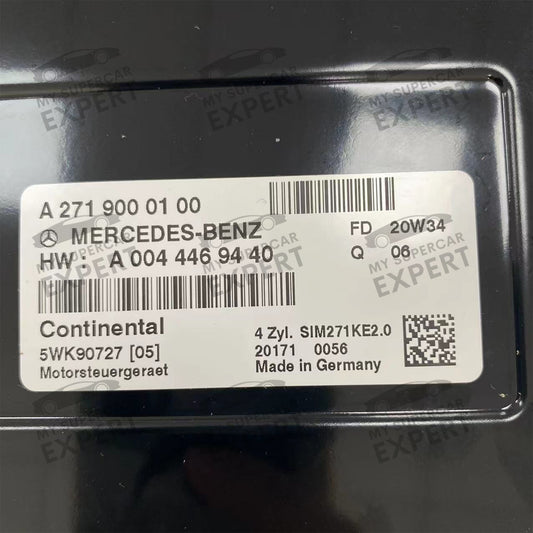 A 271 900 01 00
MERCEDES-BENZ FD 20W34
HW A 004 446 94 40 Q 06
Continental 4 Zyl. SIM271KE2.0
5WK90727 [05] 20171 0056
Motorsteuergeraet Made in Germany
MY SUPERCAR
EXPERT